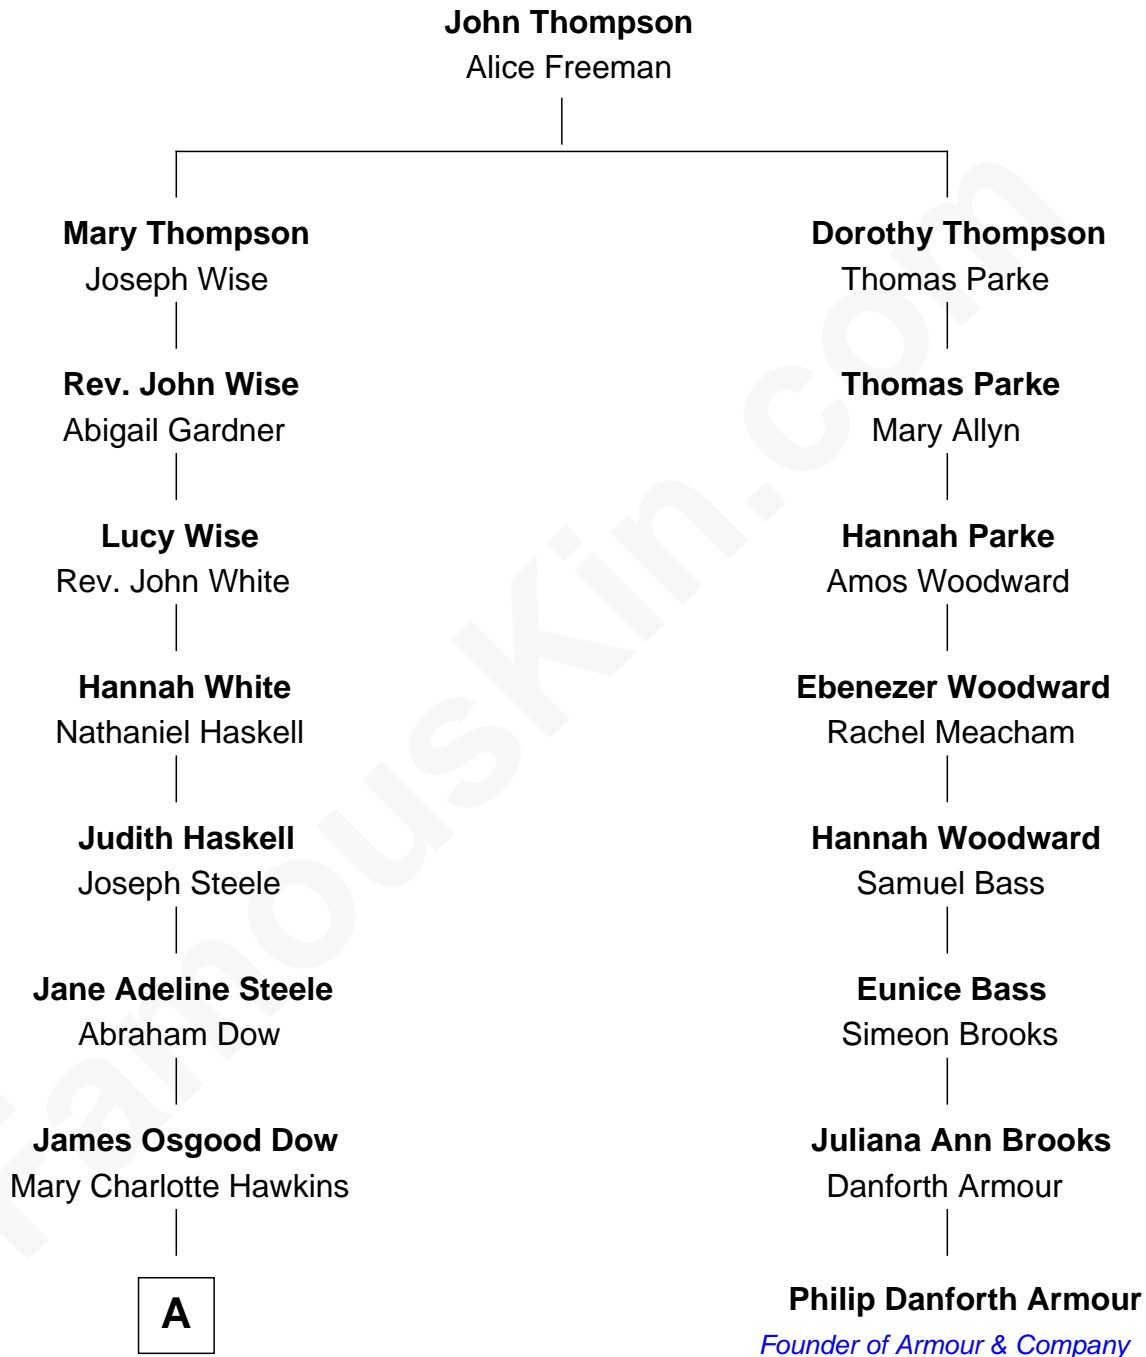 John Thompson
Alice Freeman
Mary Thompson
Joseph Wise
Dorothy Thompson
Thomas Parke
Rev. John Wise
Abigail Gardner
Thomas Parke
Mary Allyn
Lucy Wise
Rev. John White
Hannah Parke
Amos Woodward
Hannah White
Nathaniel Haskell
Ebenezer Woodward
Rachel Meacham
Judith Haskell
Joseph Steele
Hannah Woodward
Samuel Bass
Jane Adeline Steele
Abraham Dow
Eunice Bass
Simeon Brooks
James Osgood Dow
Mary Charlotte Hawkins
Juliana Ann Brooks
Danforth Armour
A
Philip Danforth Armour
Founder of Armour & Company
FamousKin.com